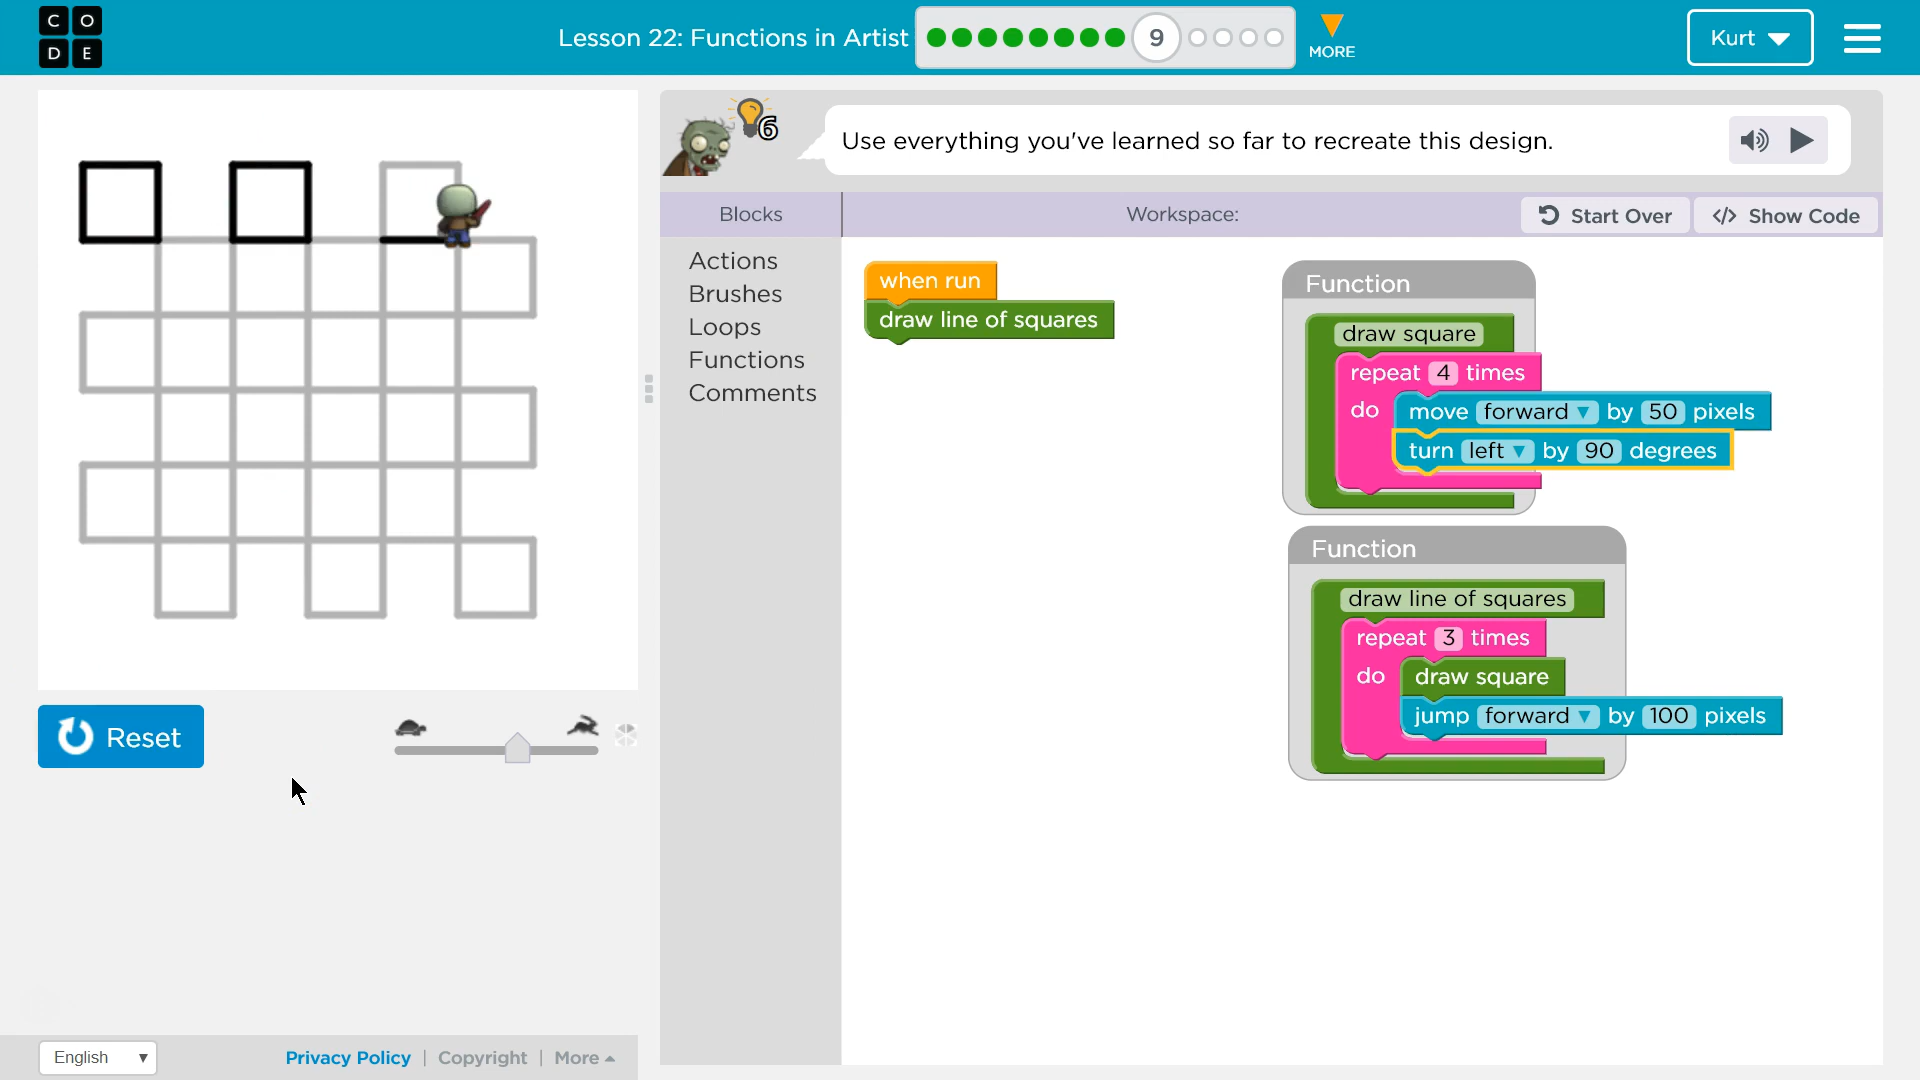 C O
D E
Lesson 22: Functions in Artist
9
MORE
Kurt
6
Use everything you've learned so far to recreate this design.
Blocks
Workspace:
Start Over
</> Show Code
Actions
Brushes
Loops
Functions
Comments
when run
draw line of squares
Function
draw square
repeat 4 times
do
move forward by 50 pixels
turn left by 90 degrees
Function
draw line of squares
repeat 3 times
do
draw square
jump forward by 100 pixels
Reset
English
Privacy Policy | Copyright | More